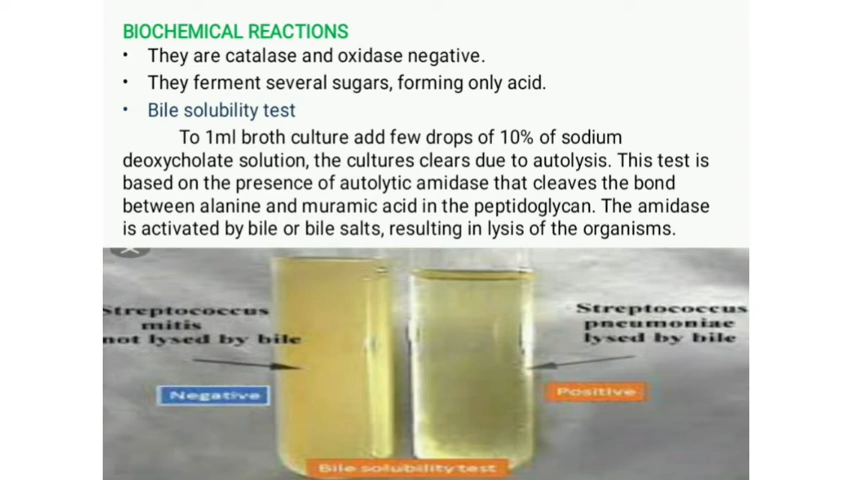 BIOCHEMICAL REACTIONS
• They are catalase and oxidase negative.
• They ferment several sugars, forming only acid.
• Bile solubility test
To 1ml broth culture add few drops of 10% of sodium
deoxycholate solution, the cultures clears due to autolysis. This test is
based on the presence of autolytic amidase that cleaves the bond
between alanine and muramic acid in the peptidoglycan. The amidase
is activated by bile or bile salts, resulting in lysis of the organisms.
Streptococcus
mitis
not lysed by bile
Negative
Streptococcus
pneumoniae
lysed by bile
Positive
Bile solubility test